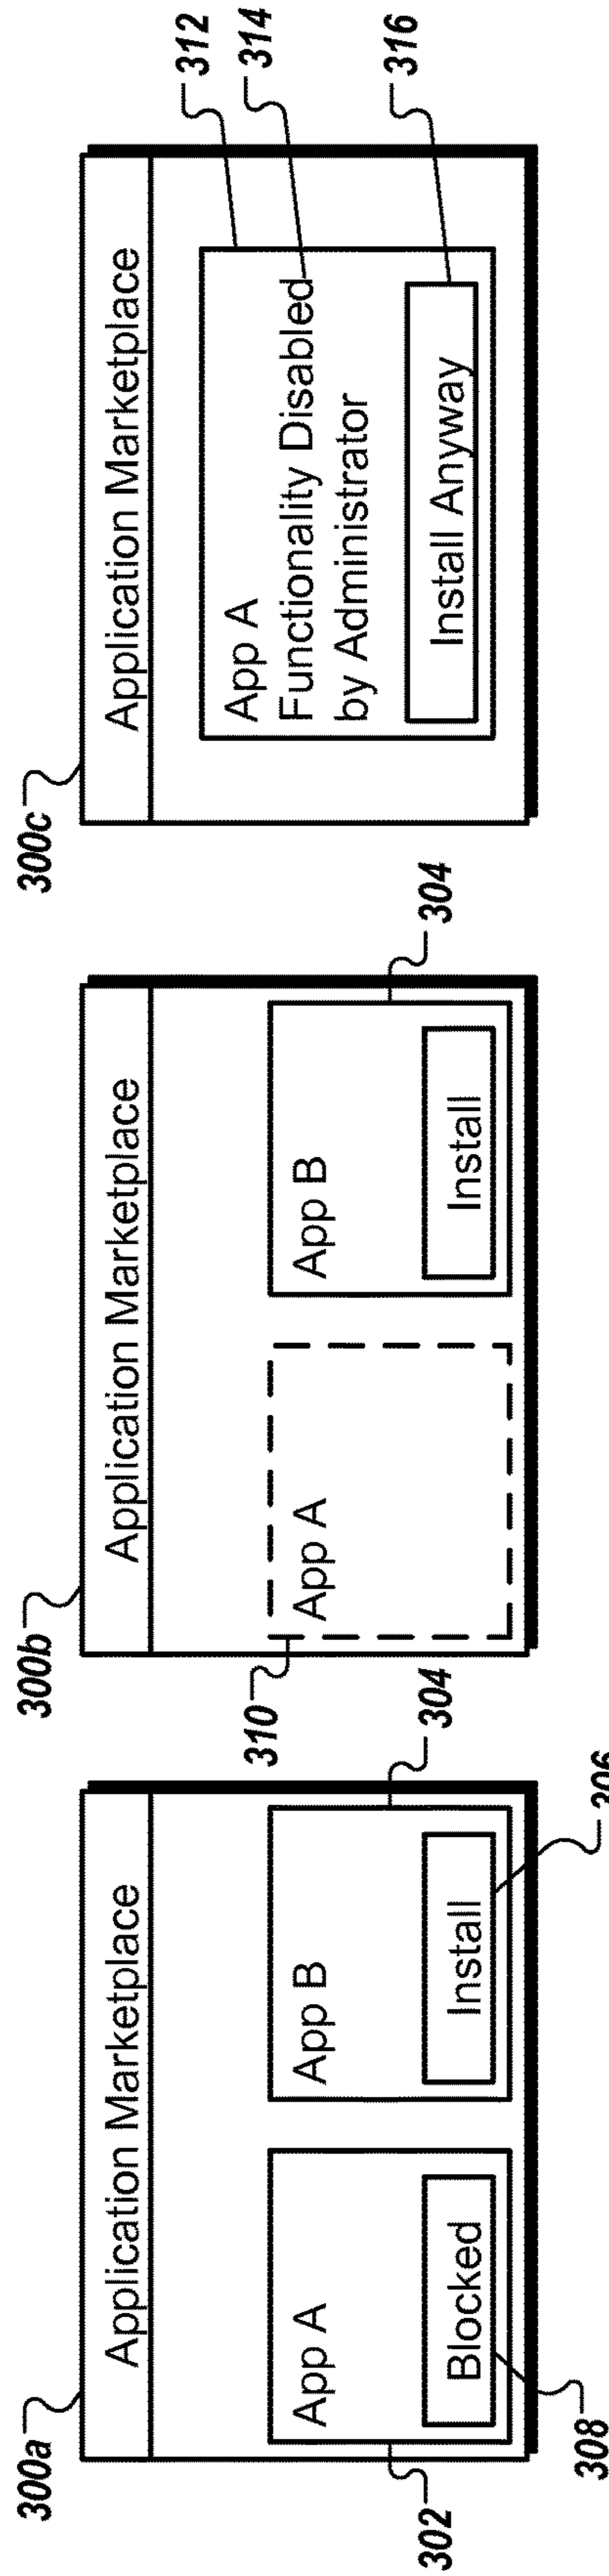 300a
Application Marketplace
App A
Blocked
App B
Install
302
308
304
306
300b
Application Marketplace
App A
App B
Install
310
304
300c
Application Marketplace
App A
Functionality Disabled
by Administrator
Install Anyway
312
314
316